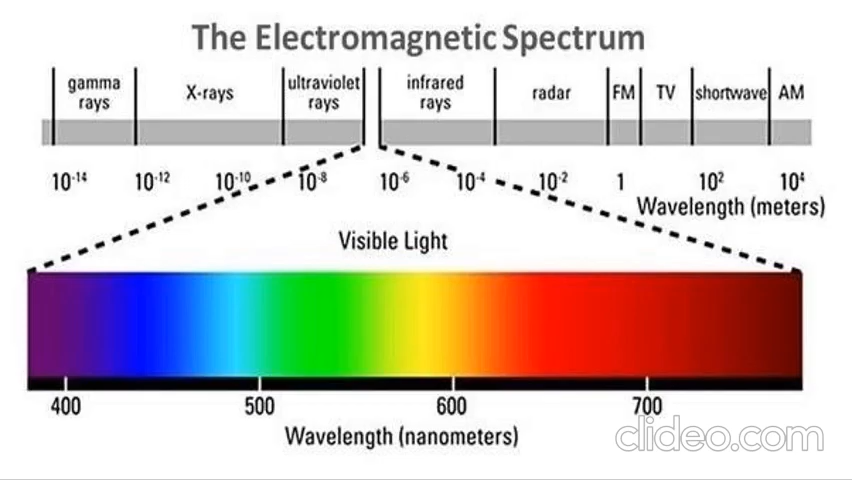 The Electromagnetic Spectrum
gamma
rays
X-rays
ultraviolet
rays
infrared
rays
radar
FM
TV
shortwave
AM
10⁻¹⁴ 10⁻¹² 10⁻¹⁰ 10⁻⁸ 10⁻⁶ 10⁻⁴ 10⁻² 1 10² 10⁴
Wavelength (meters)
Visible Light
400 500 600 700
Wavelength (nanometers)
clideo.com